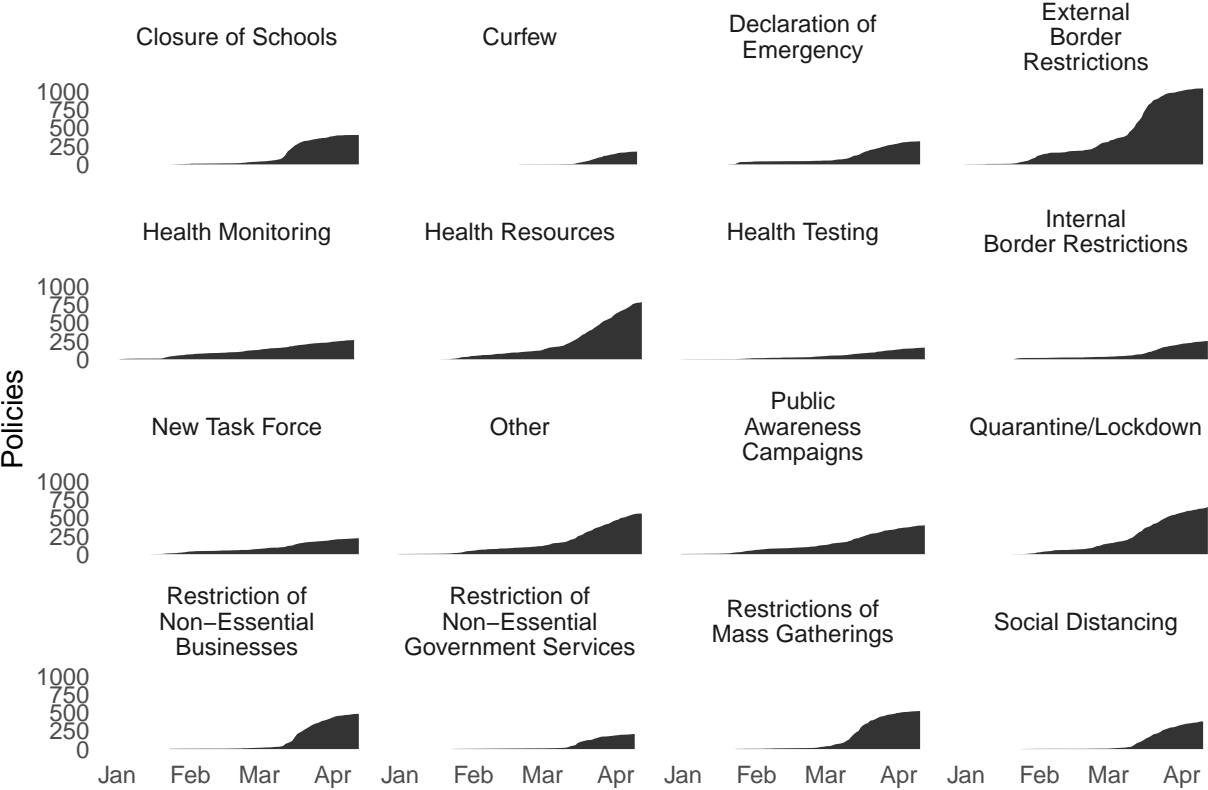 Closure of Schools
Curfew
Declaration of
Emergency
External
Border
Restrictions
1000
750
500
250
0
Health Monitoring
Health Resources
Health Testing
Internal
Border Restrictions
1000
750
500
250
0
Policies
New Task Force
Other
Public
Awareness
Campaigns
Quarantine/Lockdown
1000
750
500
250
0
Restriction of
Non−Essential
Businesses
Restriction of
Non−Essential
Government Services
Restrictions of
Mass Gatherings
Social Distancing
1000
750
500
250
0
Jan Feb Mar Apr Jan Feb Mar Apr Jan Feb Mar Apr Jan Feb Mar Apr